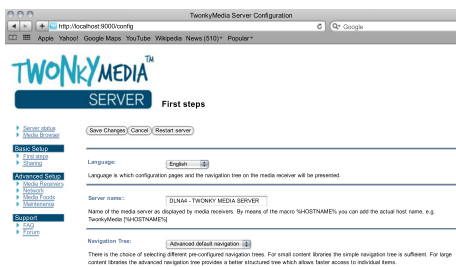 TwonkyMedia Server Configuration
http://localhost:9000/config
Google
Apple Yahoo! Google Maps YouTube Wikipedia News (510) Popular
TWONKYMEDIA TM
SERVER
First steps
Server status
Media Browser
Save Changes Cancel Restart server
Basic Setup
First steps
Sharing
Advanced Setup
Media Receivers
Network
Media Feeds
Maintenance
Support
FAQ
Forum
Language: English
Language in which configuration pages and the navigation tree on the media receiver will be presented.
Server name: DLNA4 - TWONKY MEDIA SERVER
Name of the media server as displayed by media receivers. By means of the macro %HOSTNAME% you can add the actual host name, e.g.
TwonkyMedia [%HOSTNAME%]
Navigation Tree: Advanced default navigation
There is the choice of selecting different pre-configured navigation trees. For small content libraries the simple navigation tree is sufficient. For large
content libraries the advanced navigation tree provides a better structured tree which allows faster access to individual items.